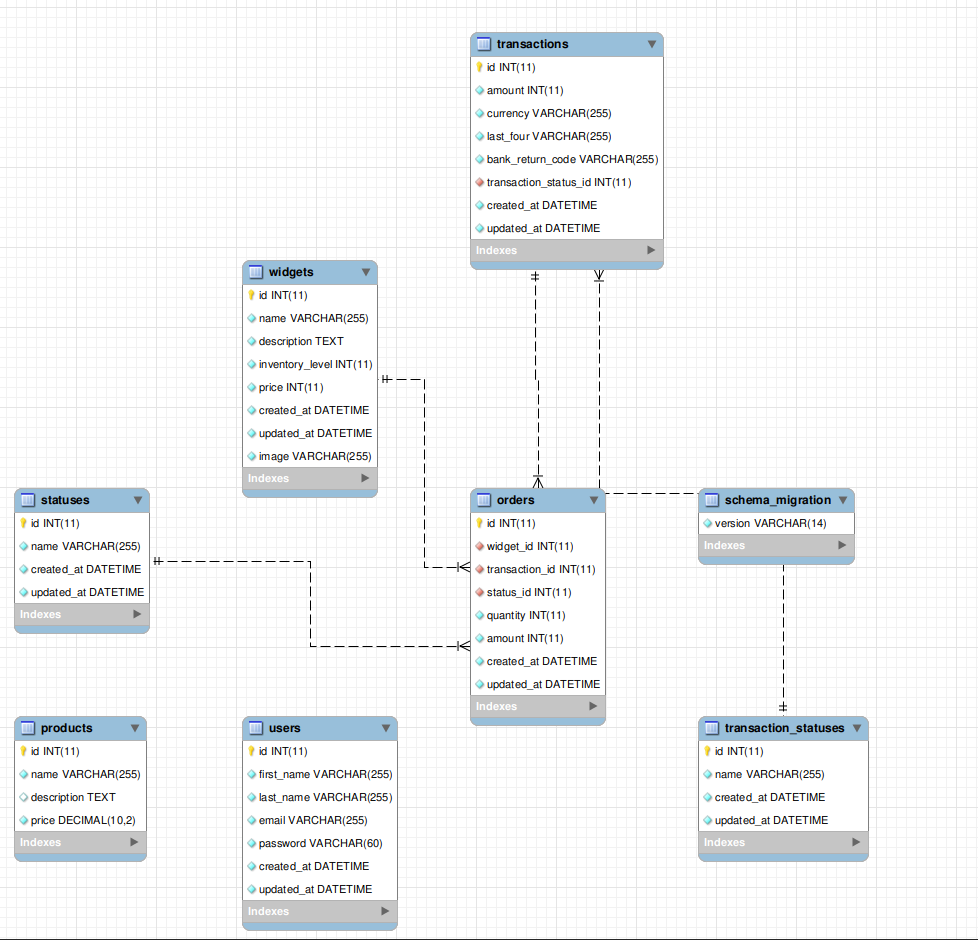 transactions
id INT(11)
amount INT(11)
currency VARCHAR(255)
last_four VARCHAR(255)
bank_return_code VARCHAR(255)
transaction_status_id INT(11)
created_at DATETIME
updated_at DATETIME
Indexes
widgets
id INT(11)
name VARCHAR(255)
description TEXT
inventory_level INT(11)
price INT(11)
created_at DATETIME
updated_at DATETIME
image VARCHAR(255)
Indexes
statuses
id INT(11)
name VARCHAR(255)
created_at DATETIME
updated_at DATETIME
Indexes
orders
id INT(11)
widget_id INT(11)
transaction_id INT(11)
status_id INT(11)
quantity INT(11)
amount INT(11)
created_at DATETIME
updated_at DATETIME
Indexes
schema_migration
version VARCHAR(14)
Indexes
products
id INT(11)
name VARCHAR(255)
description TEXT
price DECIMAL(10,2)
Indexes
users
id INT(11)
first_name VARCHAR(255)
last_name VARCHAR(255)
email VARCHAR(255)
password VARCHAR(60)
created_at DATETIME
updated_at DATETIME
Indexes
transaction_statuses
id INT(11)
name VARCHAR(255)
created_at DATETIME
updated_at DATETIME
Indexes